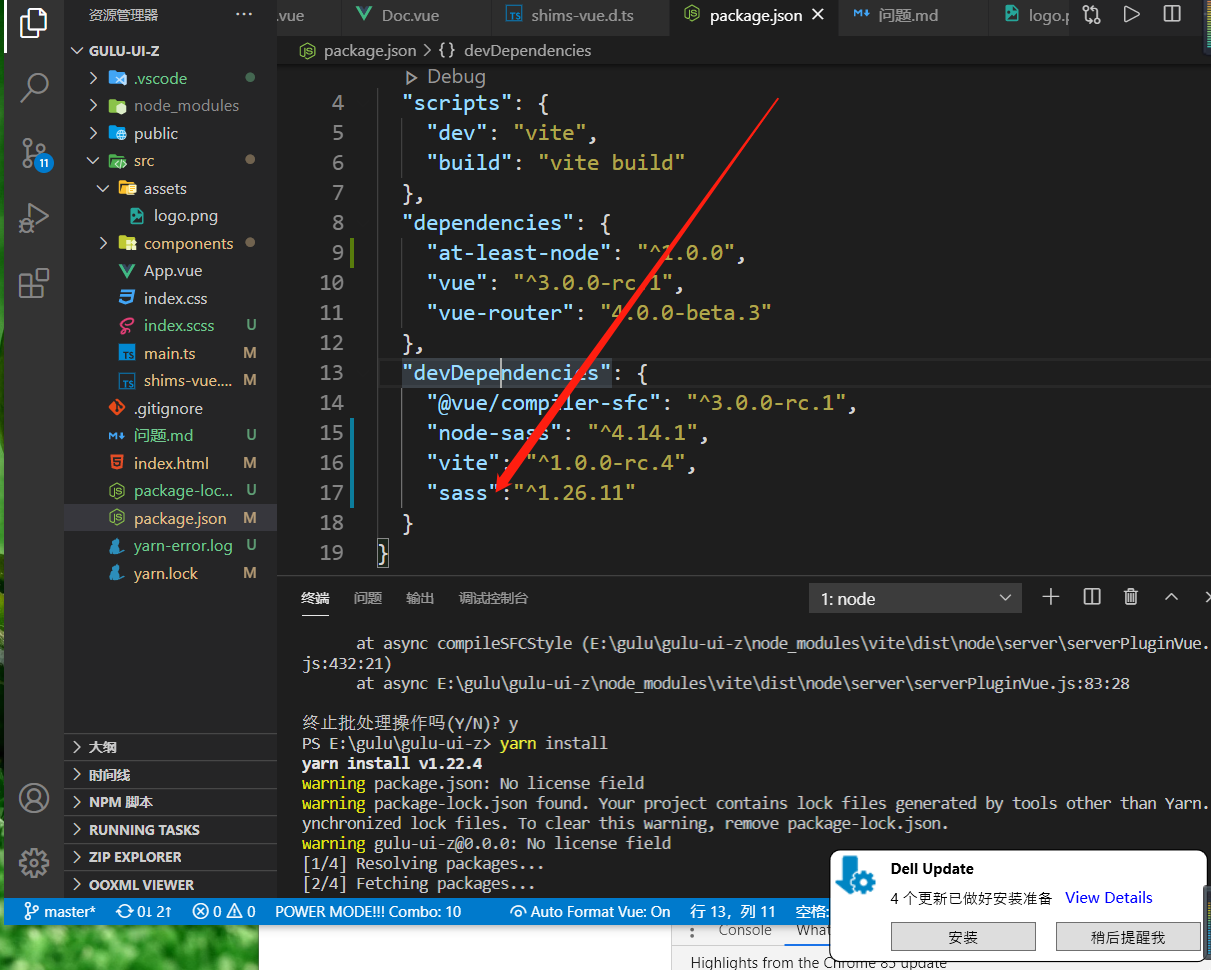 资源管理器
GULU-UI-Z
.vscode
node_modules
public
src
assets
logo.png
components
App.vue
index.css
index.scss U
main.ts M
shims-vue.... M
.gitignore
问题.md U
index.html M
package-loc... U
package.json M
yarn-error.log U
yarn.lock M
大纲
时间线
NPM 脚本
RUNNING TASKS
ZIP EXPLORER
OOXML VIEWER
11
.vue Doc.vue shims-vue.d.ts package.json 问题.md logo.p
package.json > {} devDependencies
Debug
4 "scripts": {
5 "dev": "vite",
6 "build": "vite build"
7 },
8 "dependencies": {
9 "at-least-node": "^1.0.0",
10 "vue": "^3.0.0-rc.1",
11 "vue-router": "4.0.0-beta.3"
12 },
13 "devDependencies": {
14 "@vue/compiler-sfc": "^3.0.0-rc.1",
15 "node-sass": "^4.14.1",
16 "vite": "^1.0.0-rc.4",
17 "sass":"^1.26.11"
18 }
19 }
终端 问题 输出 调试控制台 1: node
at async compileSFCStyle (E:\gulu\gulu-ui-z\node_modules\vite\dist\node\server\serverPluginVue.
js:432:21)
at async E:\gulu\gulu-ui-z\node_modules\vite\dist\node\server\serverPluginVue.js:83:28
终止批处理操作吗(Y/N)? y
PS E:\gulu\gulu-ui-z> yarn install
yarn install v1.22.4
warning package.json: No license field
warning package-lock.json found. Your project contains lock files generated by tools other than Yarn.
ynchronized lock files. To clear this warning, remove package-lock.json.
warning gulu-ui-z@0.0.0: No license field
[1/4] Resolving packages...
[2/4] Fetching packages...
Dell Update
4 个更新已做好安装准备 View Details
安装 稍后提醒我
master* 0↓ 2↑ 0 0 POWER MODE!!! Combo: 10 Auto Format Vue: On 行 13，列 11 空格:
Console What
Highlights from the Chrome 85 update